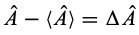 Â − ⟨Â⟩ = ΔÂ